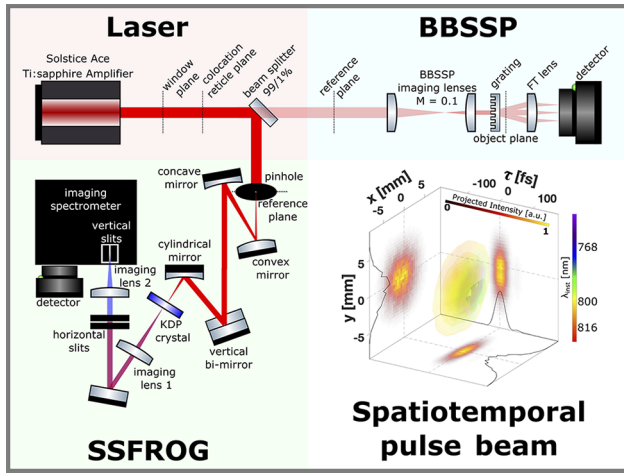 Laser
BBSSP
Solstice Ace
Ti:sapphire Amplifier
window
plane
colocation
reticle plane
beam splitter
99/1%
reference
plane
BBSSP
imaging lenses
M = 0.1
grating
object plane
FT lens
detector
concave
mirror
pinhole
reference
plane
convex
mirror
imaging
spectrometer
vertical
slits
cylindrical
mirror
imaging
lens 2
detector
horizontal
slits
KDP
crystal
imaging
lens 1
vertical
bi-mirror
SSFROG
x [mm]
-5
0
5
τ [fs]
-100
0
100
Projected Intensity [a.u.]
0
1
y [mm]
5
0
-5
λinst [nm]
768
800
816
Spatiotemporal
pulse beam